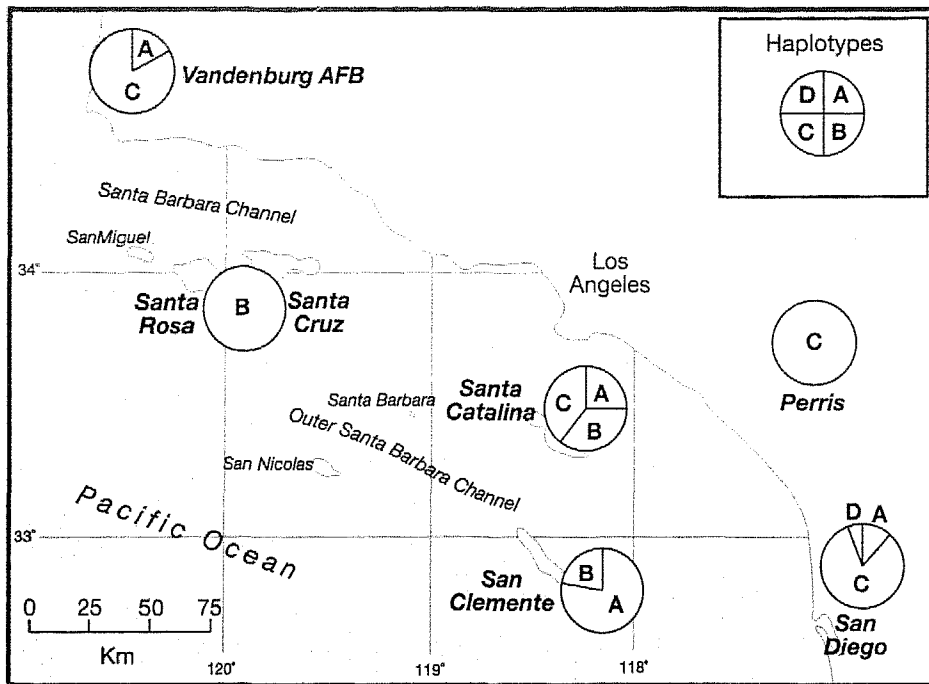 A
C
Vandenburg AFB
Haplotypes
D A
C B
Santa Barbara Channel
SanMiguel
34°
Santa
Rosa
B
Santa
Cruz
Los
Angeles
C
Perris
Santa
Catalina
C A
B
Santa Barbara
Outer Santa Barbara
Channel
San Nicolas
Pacific Ocean
33°
D A
C
San
Diego
San
Clemente
B
A
0 25 50 75
Km
120°
119°
118°